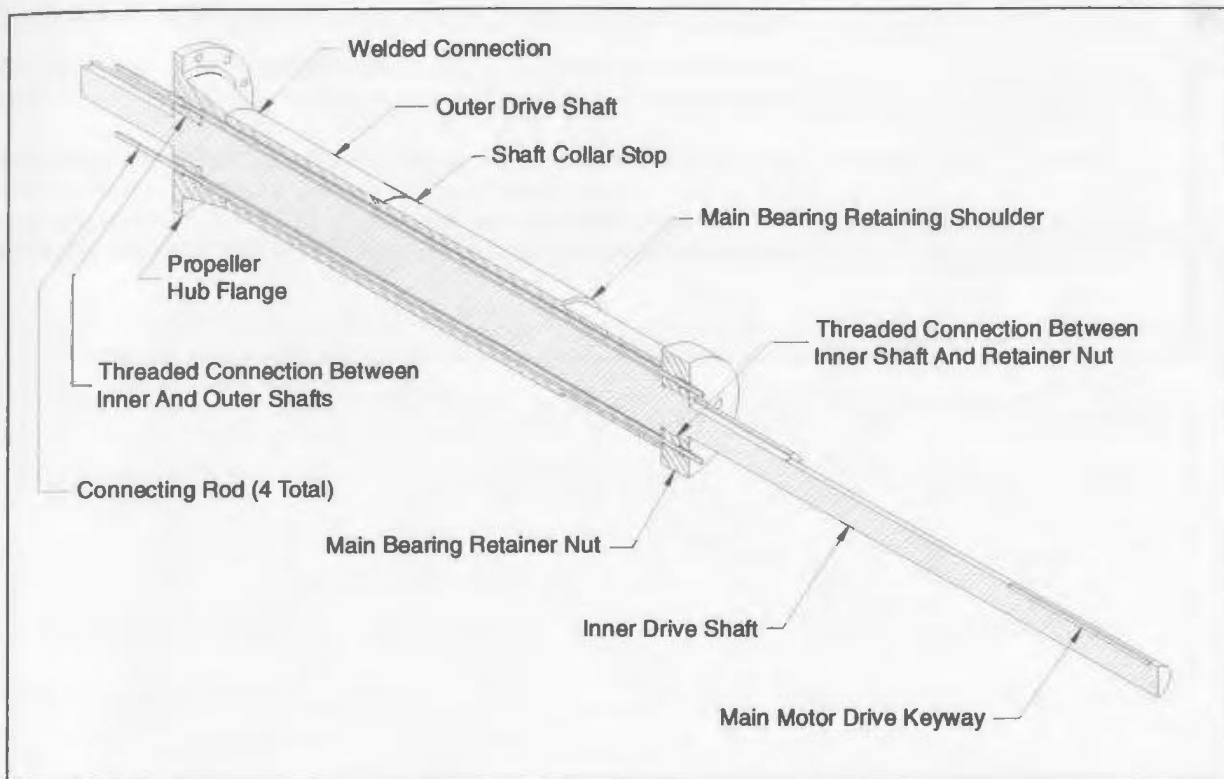 Welded Connection
Outer Drive Shaft
Shaft Collar Stop
Main Bearing Retaining Shoulder
Propeller
Hub Flange
Threaded Connection Between
Inner Shaft And Retainer Nut
Threaded Connection Between
Inner And Outer Shafts
Connecting Rod (4 Total)
Main Bearing Retainer Nut
Inner Drive Shaft
Main Motor Drive Keyway